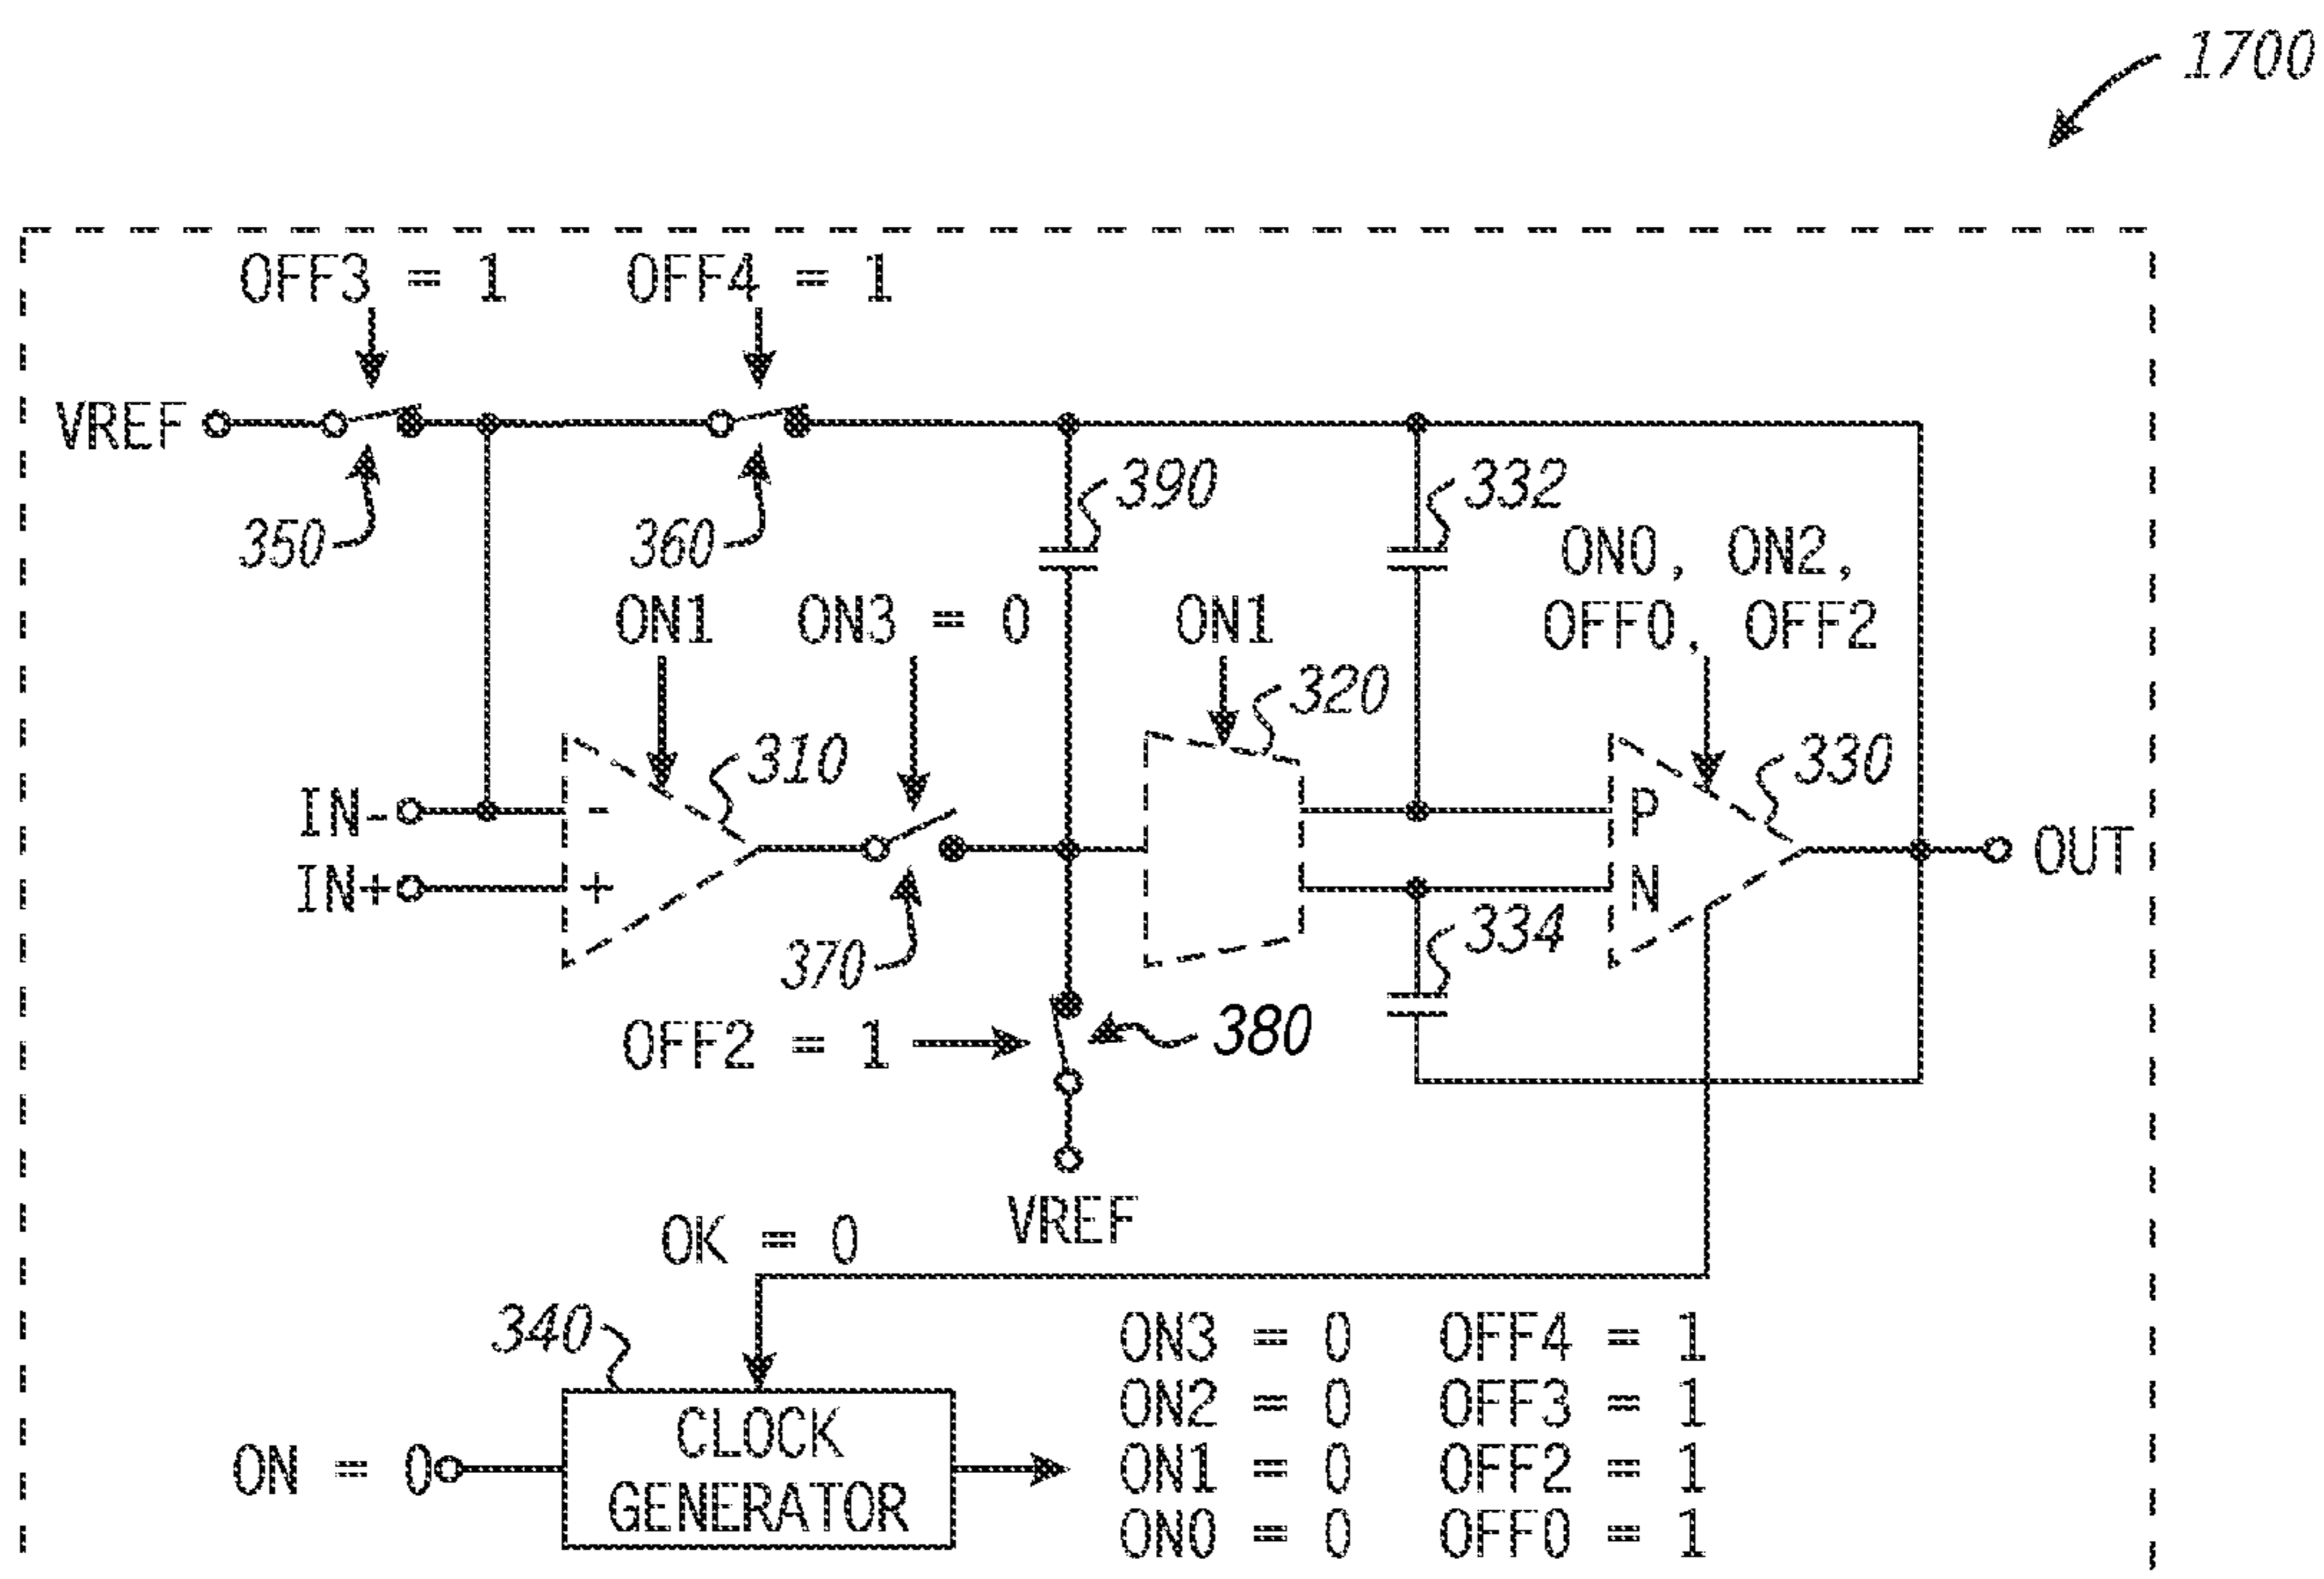 1700
OFF3 = 1 OFF4 = 1
VREF
390 332
350 360
ON0, ON2,
ON1 ON3 = 0 ON1 OFF0, OFF2
320
310 330
IN- - P
OUT
IN+ + N
370 334
OFF2 = 1 380
VREF
OK = 0
340 ON3 = 0 OFF4 = 1
CLOCK ON2 = 0 OFF3 = 1
ON = 0 ON1 = 0 OFF2 = 1
GENERATOR ON0 = 0 OFF0 = 1